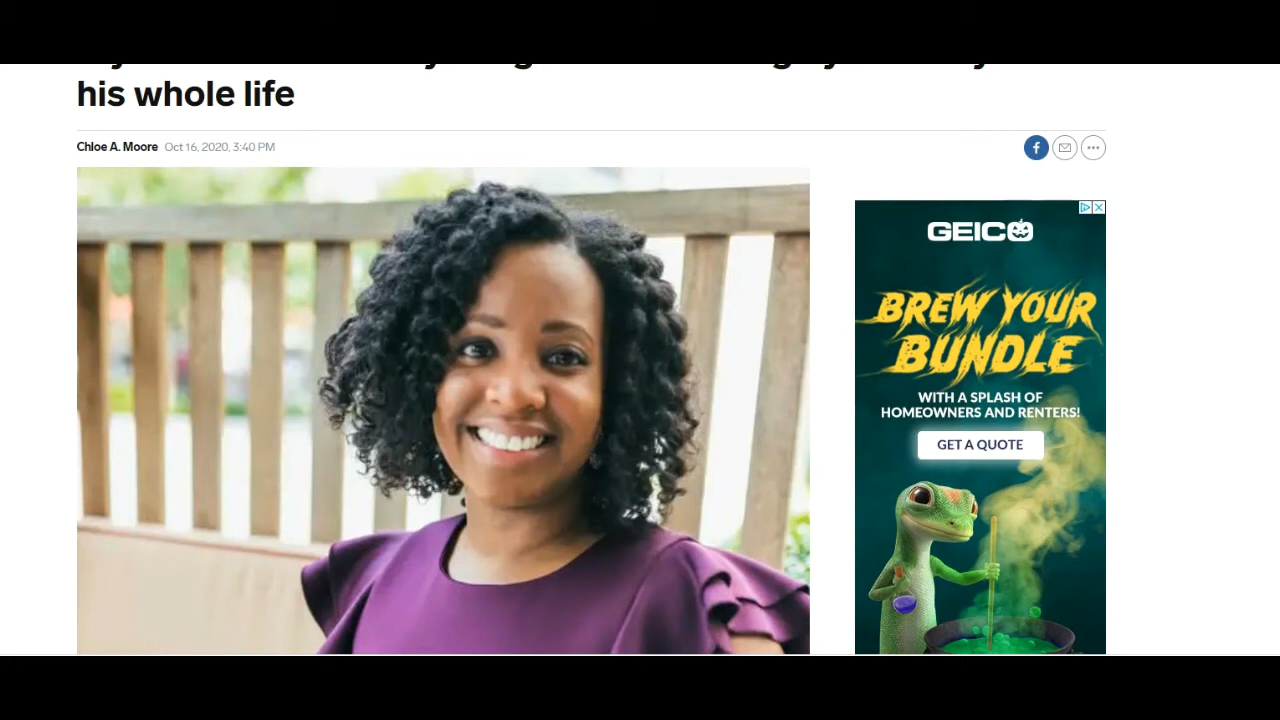 his whole life
Chloe A. Moore Oct 16, 2020, 3:40 PM
GEICO
BREW YOUR
BUNDLE
WITH A SPLASH OF
HOMEOWNERS AND RENTERS!
GET A QUOTE